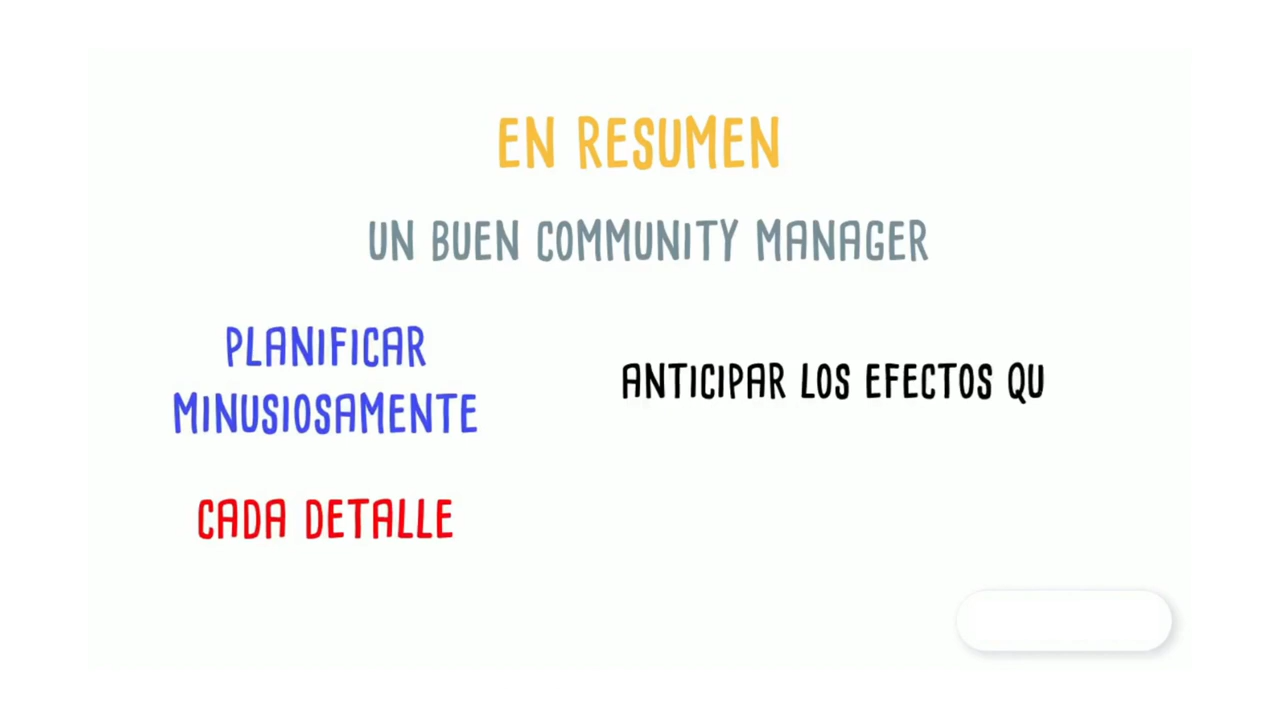 EN RESUMEN
UN BUEN COMMUNITY MANAGER
PLANIFICAR
MINUSIOSAMENTE
CADA DETALLE
ANTICIPAR LOS EFECTOS QU